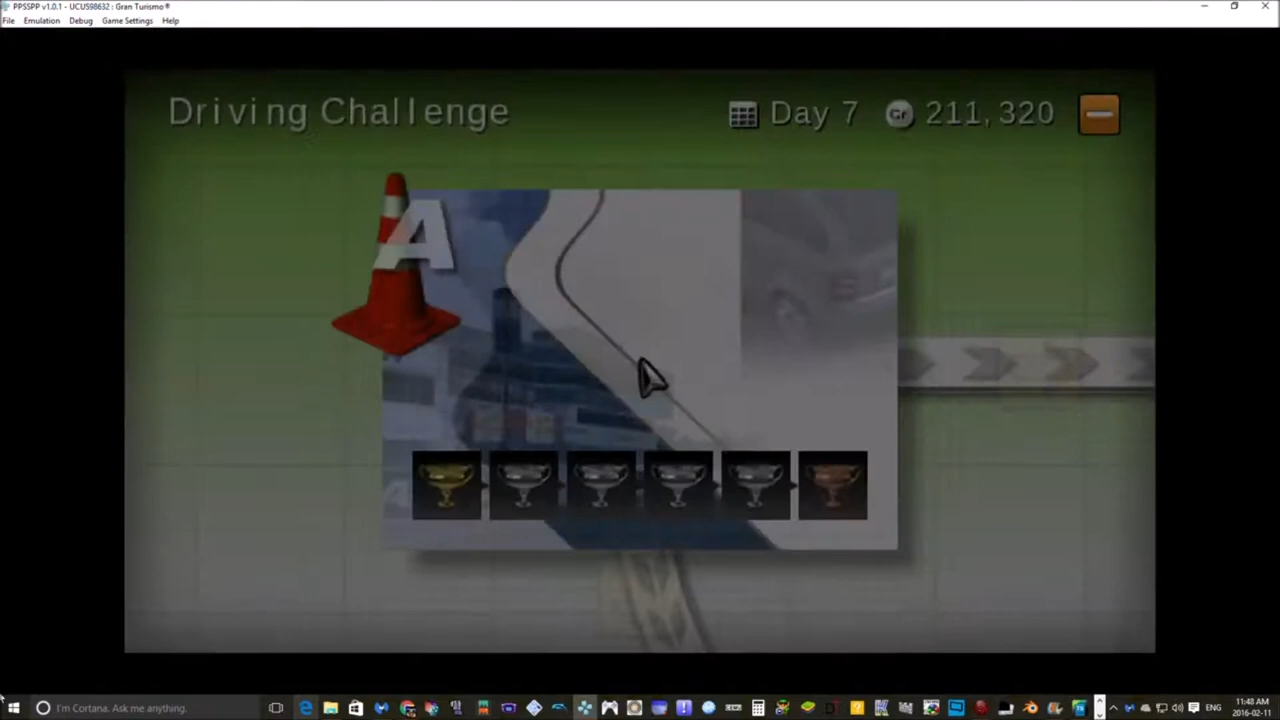 PPSSPP v1.0.1 - UCUS98632 : Gran Turismo®
File Emulation Debug Game Settings Help
Driving Challenge
Day 7
Cr 211,320
A
I'm Cortana. Ask me anything.
ENG
11:48 AM
2016-02-11